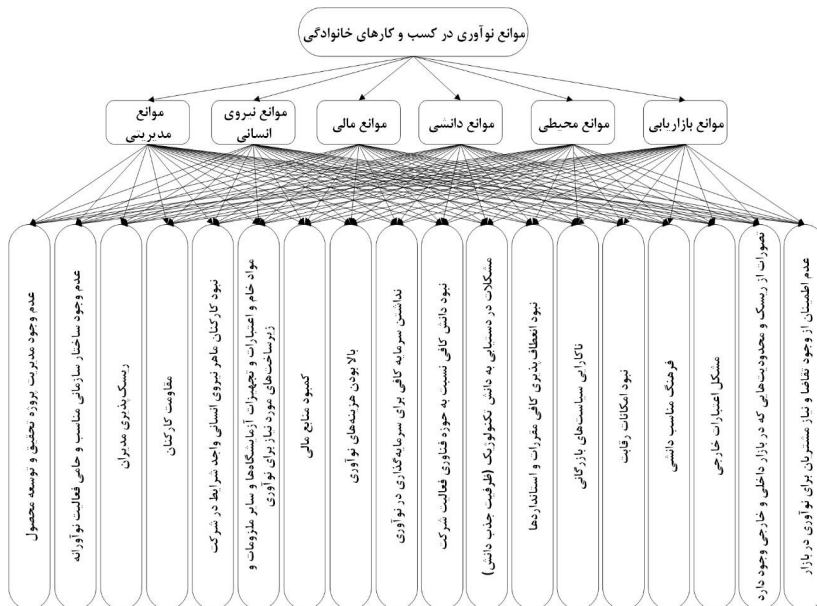 موانع نوآوری در کسب و کارهای خانوادگی
موانع بازاریابی
موانع محیطی
موانع دانشی
موانع مالی
موانع نیروی
انسانی
موانع
مدیریتی
عدم اطمینان از وجود تقاضا و نیاز مشتریان برای نوآوری در بازار
تصورات از ریسک و محدودیت‌هایی که در بازار داخلی و خارجی وجود دارد
مشکل اعتبارات خارجی
فرهنگ مناسب دانشی
نبود امکانات رقابت
ناکارایی سیاست‌های بازرگانی
نبود انعطاف پذیری کافی مقررات و استانداردها
مشکلات در دستیابی به دانش تکنولوژیک (ظرفیت جذب دانش)
نبود دانش کافی نسبت به حوزه فناوری فعالیت شرکت
نداشتن سرمایه کافی برای سرمایه‌گذاری در نوآوری
بالا بودن هزینه‌های نوآوری
کمبود منابع مالی
مواد خام و اعتبارات و تجهیزات آزمایشگاه‌ها و سایر ملزومات و
زیرساخت‌های مورد نیاز برای نوآوری
نبود کارکنان ماهر نیروی انسانی واجد شرایط در شرکت
مقاومت کارکنان
ریسک‌پذیری مدیران
عدم وجود ساختار سازمانی مناسب و حامی فعالیت نوآورانه
عدم وجود مدیریت پروژه تحقیق و توسعه محصول